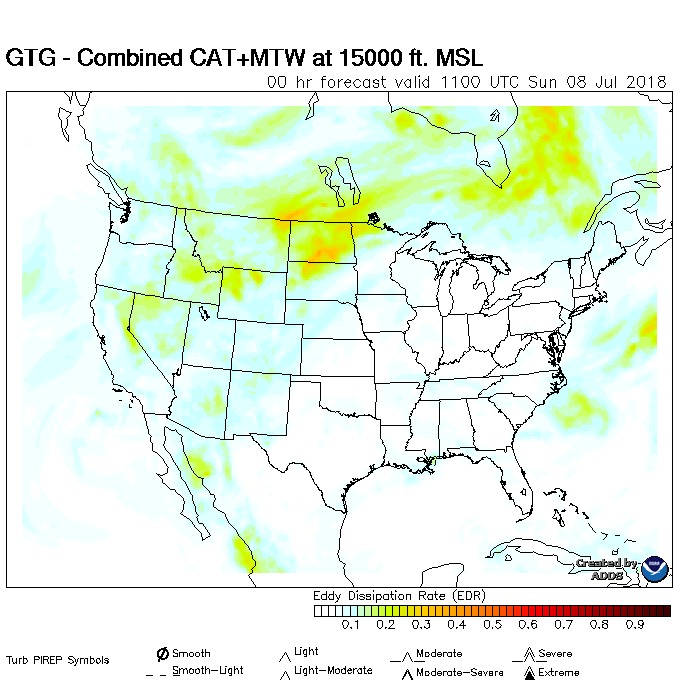 GTG - Combined CAT+MTW at 15000 ft. MSL
00 hr forecast valid 1100 UTC Sun 08 Jul 2018
Created by
ADDS
Eddy Dissipation Rate (EDR)
0.1 0.2 0.3 0.4 0.5 0.6 0.7 0.8 0.9
Turb PIREP Symbols
Smooth Light Moderate Severe
Smooth-Light Light-Moderate Moderate-Severe Extreme